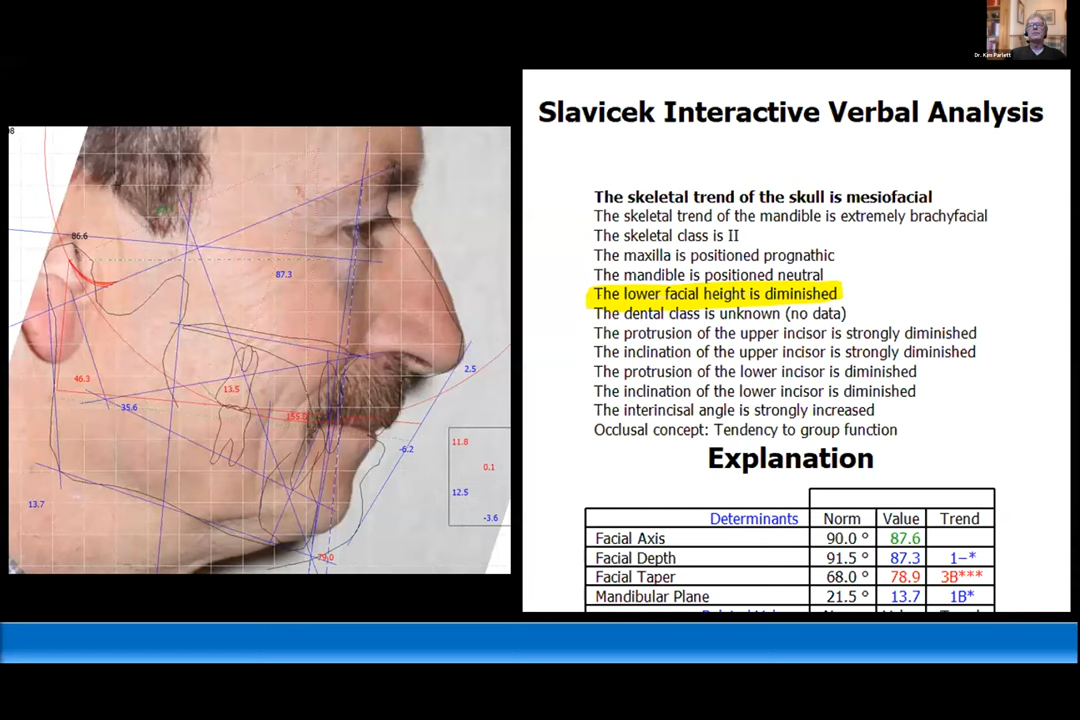 Dr. Kim Parlett
Slavicek Interactive Verbal Analysis
The skeletal trend of the skull is mesiofacial
The skeletal trend of the mandible is extremely brachyfacial
The skeletal class is II
The maxilla is positioned prognathic
The mandible is positioned neutral
The lower facial height is diminished
The dental class is unknown (no data)
The protrusion of the upper incisor is strongly diminished
The inclination of the upper incisor is strongly diminished
The protrusion of the lower incisor is diminished
The inclination of the lower incisor is diminished
The interincisal angle is strongly increased
Occlusal concept: Tendency to group function
Explanation
Determinants Norm Value Trend
Facial Axis 90.0 ° 87.6
Facial Depth 91.5 ° 87.3 1−*
Facial Taper 68.0 ° 78.9 3B***
Mandibular Plane 21.5 ° 13.7 1B*
86.6
87.3
2.5
46.3
13.5
35.6
-6.2
11.8
0.1
12.5
-3.6
13.7
79.0